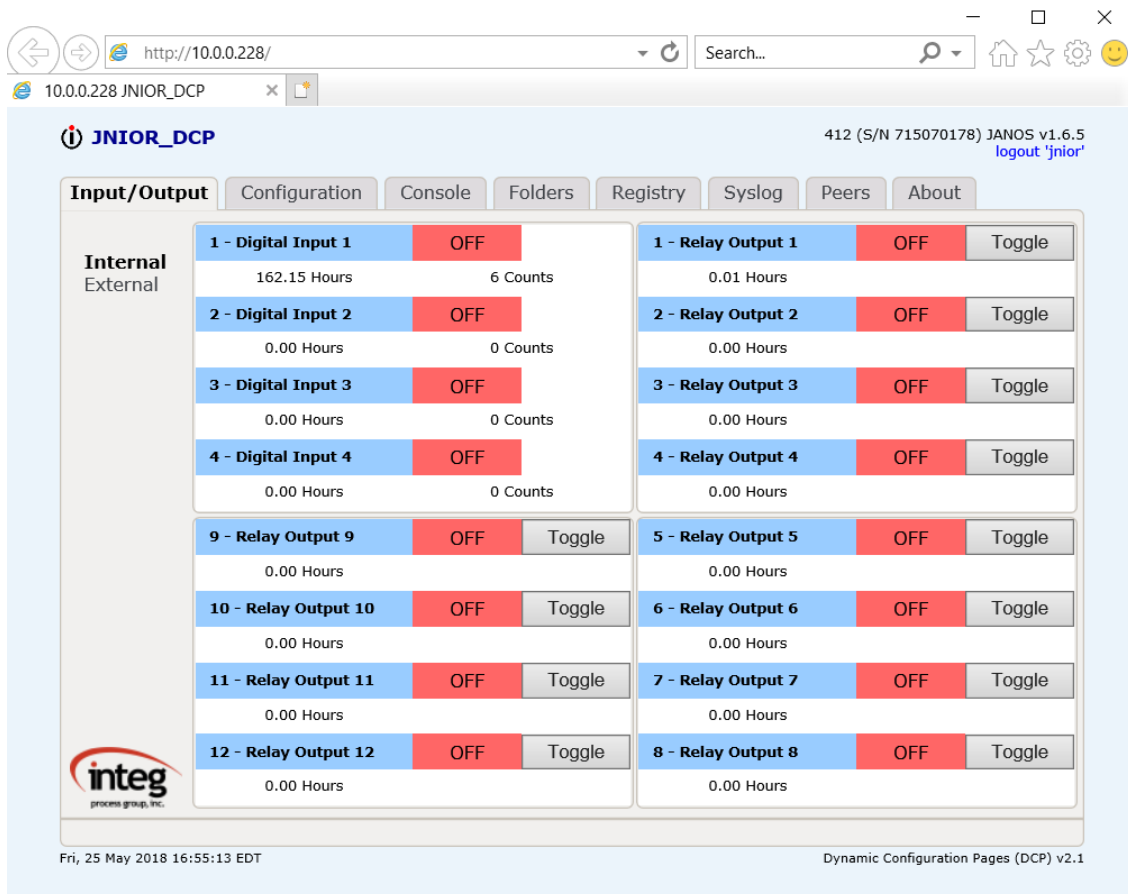 http://10.0.0.228/
Search...
10.0.0.228 JNIOR_DCP
JNIOR_DCP
412 (S/N 715070178) JANOS v1.6.5
logout 'jnior'
Input/Output Configuration Console Folders Registry Syslog Peers About
Internal
External
1 - Digital Input 1 OFF
162.15 Hours 6 Counts
2 - Digital Input 2 OFF
0.00 Hours 0 Counts
3 - Digital Input 3 OFF
0.00 Hours 0 Counts
4 - Digital Input 4 OFF
0.00 Hours 0 Counts
1 - Relay Output 1 OFF Toggle
0.01 Hours
2 - Relay Output 2 OFF Toggle
0.00 Hours
3 - Relay Output 3 OFF Toggle
0.00 Hours
4 - Relay Output 4 OFF Toggle
0.00 Hours
9 - Relay Output 9 OFF Toggle
0.00 Hours
10 - Relay Output 10 OFF Toggle
0.00 Hours
11 - Relay Output 11 OFF Toggle
0.00 Hours
12 - Relay Output 12 OFF Toggle
0.00 Hours
5 - Relay Output 5 OFF Toggle
0.00 Hours
6 - Relay Output 6 OFF Toggle
0.00 Hours
7 - Relay Output 7 OFF Toggle
0.00 Hours
8 - Relay Output 8 OFF Toggle
0.00 Hours
integ
process group, inc.
Fri, 25 May 2018 16:55:13 EDT
Dynamic Configuration Pages (DCP) v2.1